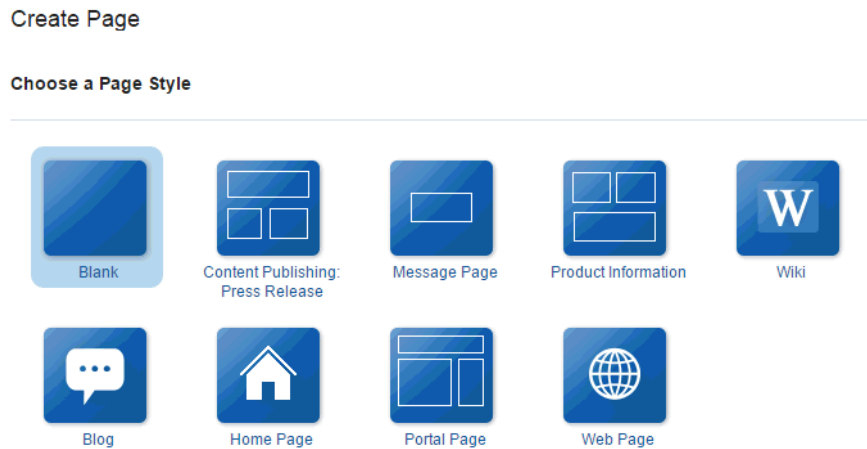 Create Page
Choose a Page Style
Blank
Content Publishing:
Press Release
Message Page
Product Information
W
Wiki
Blog
Home Page
Portal Page
Web Page